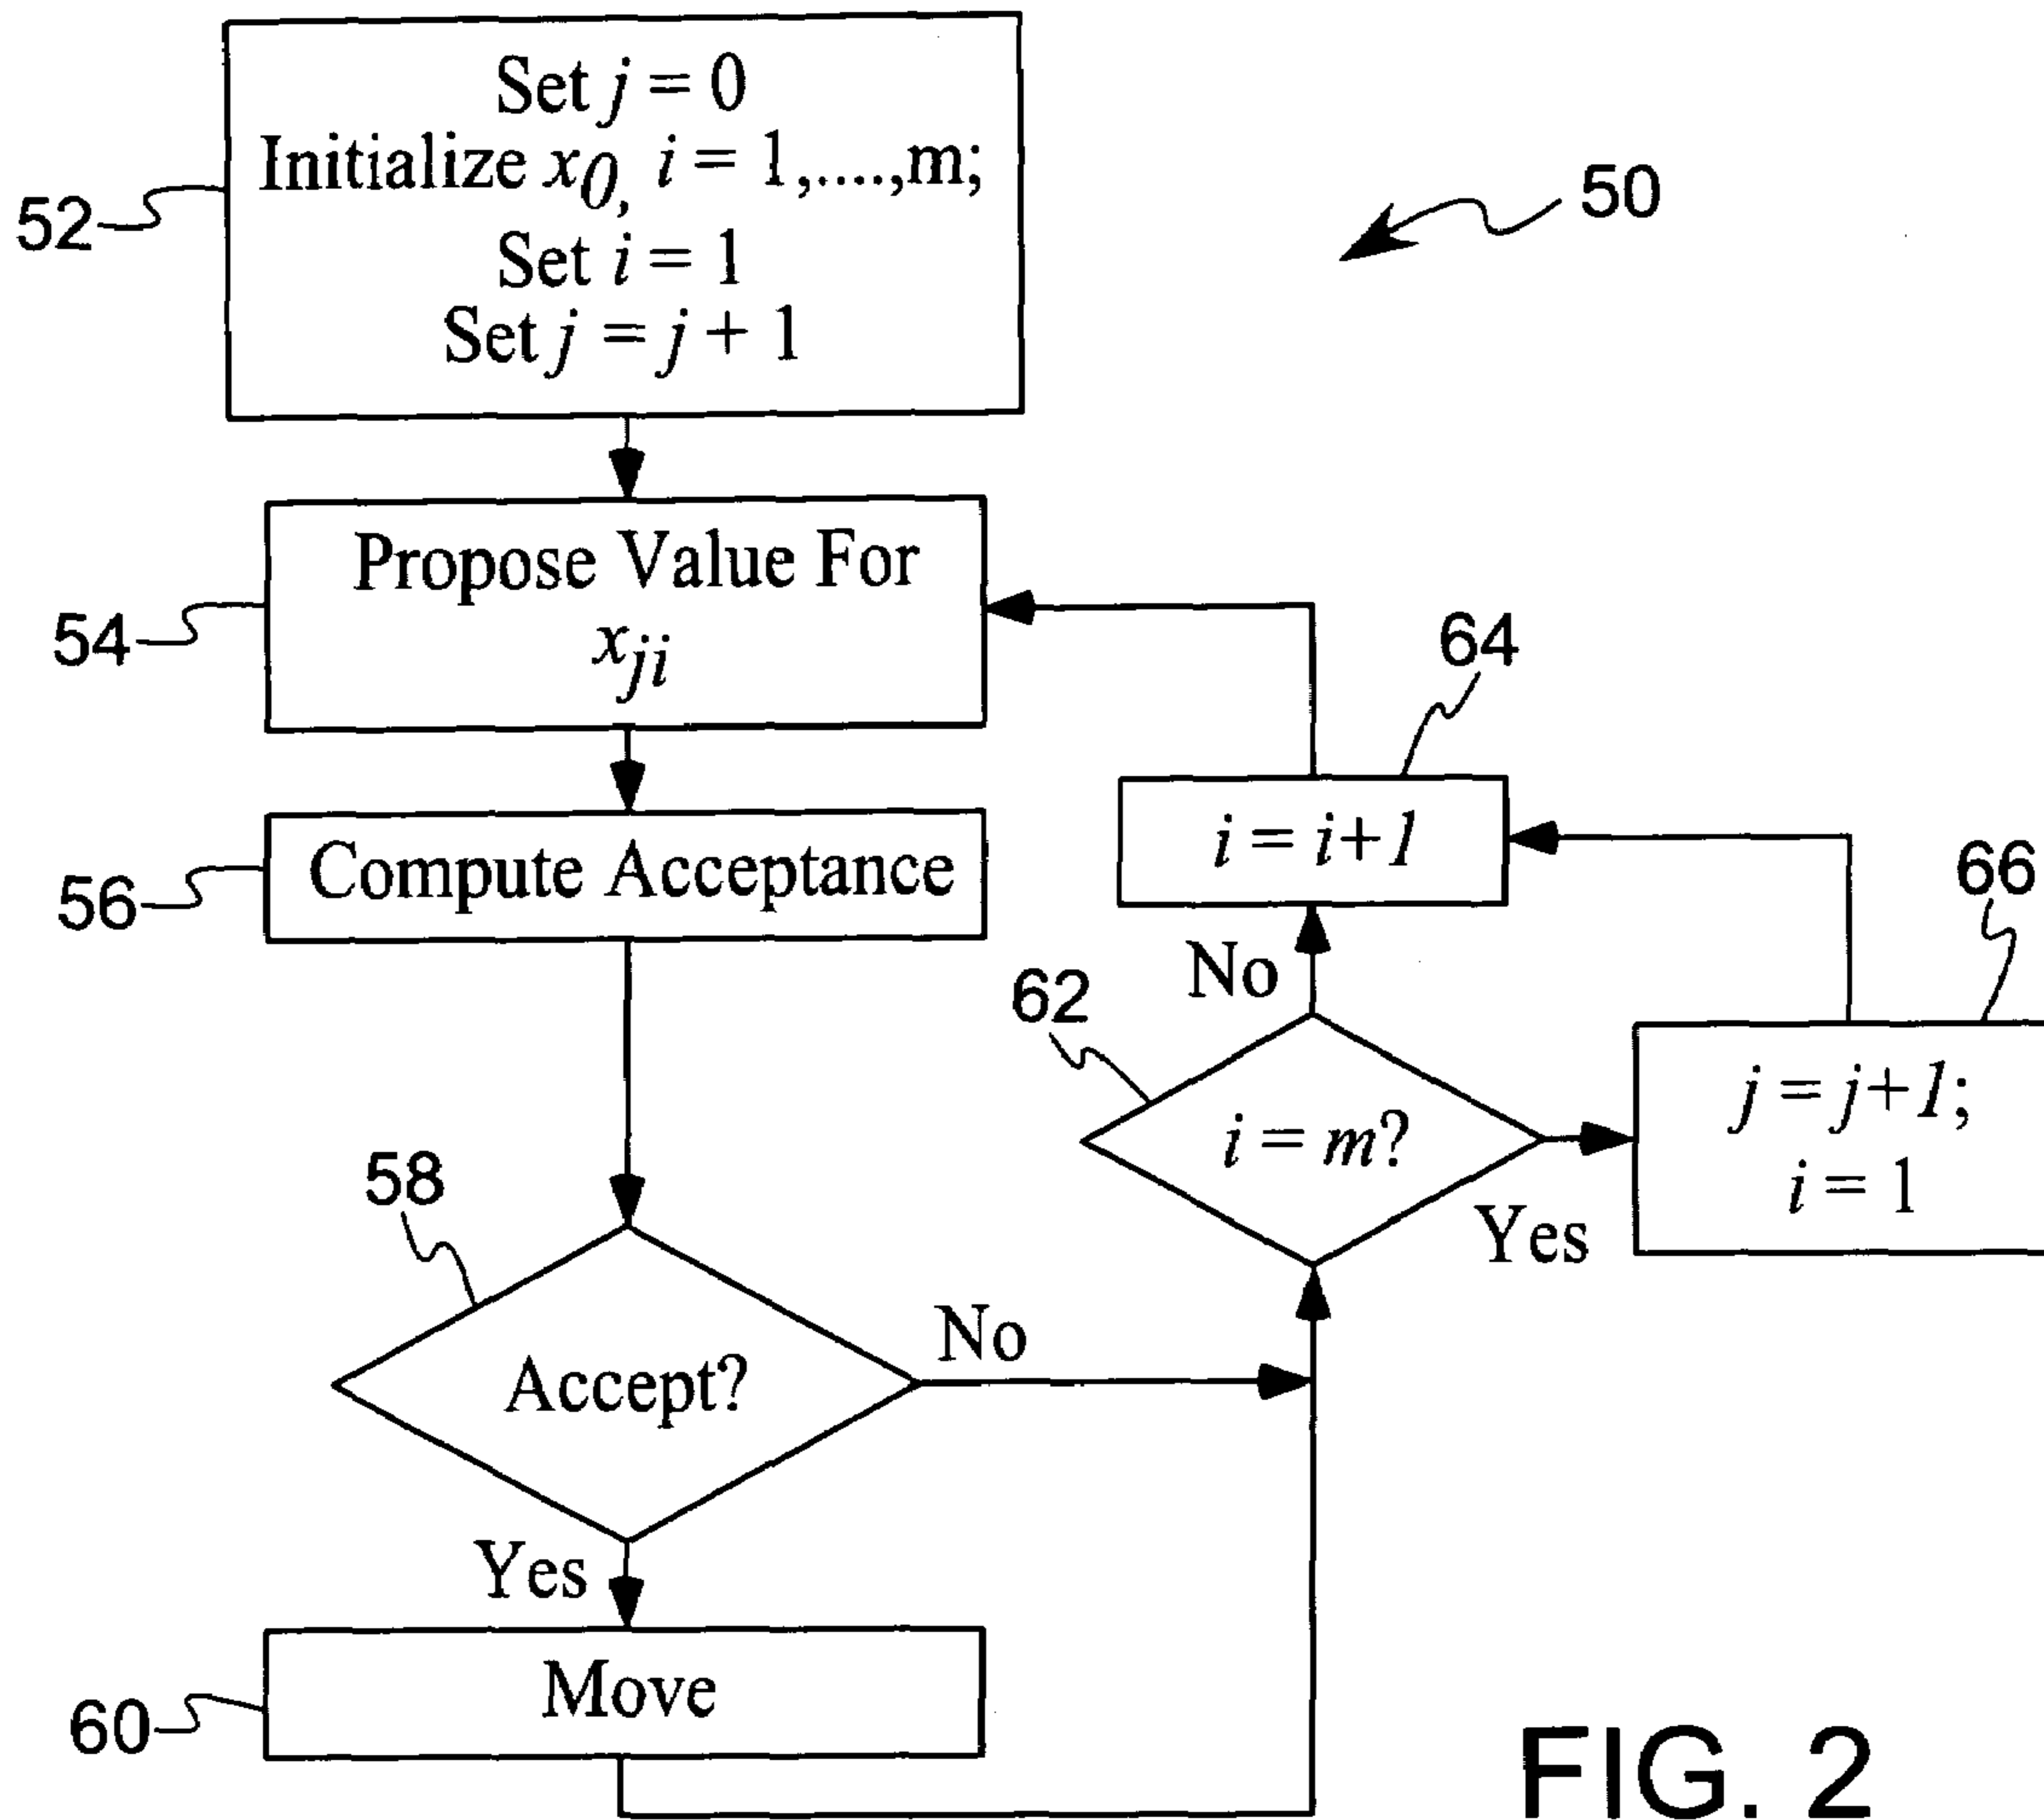 Set j = 0
Initialize x0, i = 1,....,m;
Set i = 1
Set j = j + 1
52
50
Propose Value For
xji
54
64
i = i+1
Compute Acceptance
56
66
No
62
j = j+1;
i = 1
i = m?
58
Yes
No
Accept?
Yes
Move
60
FIG. 2